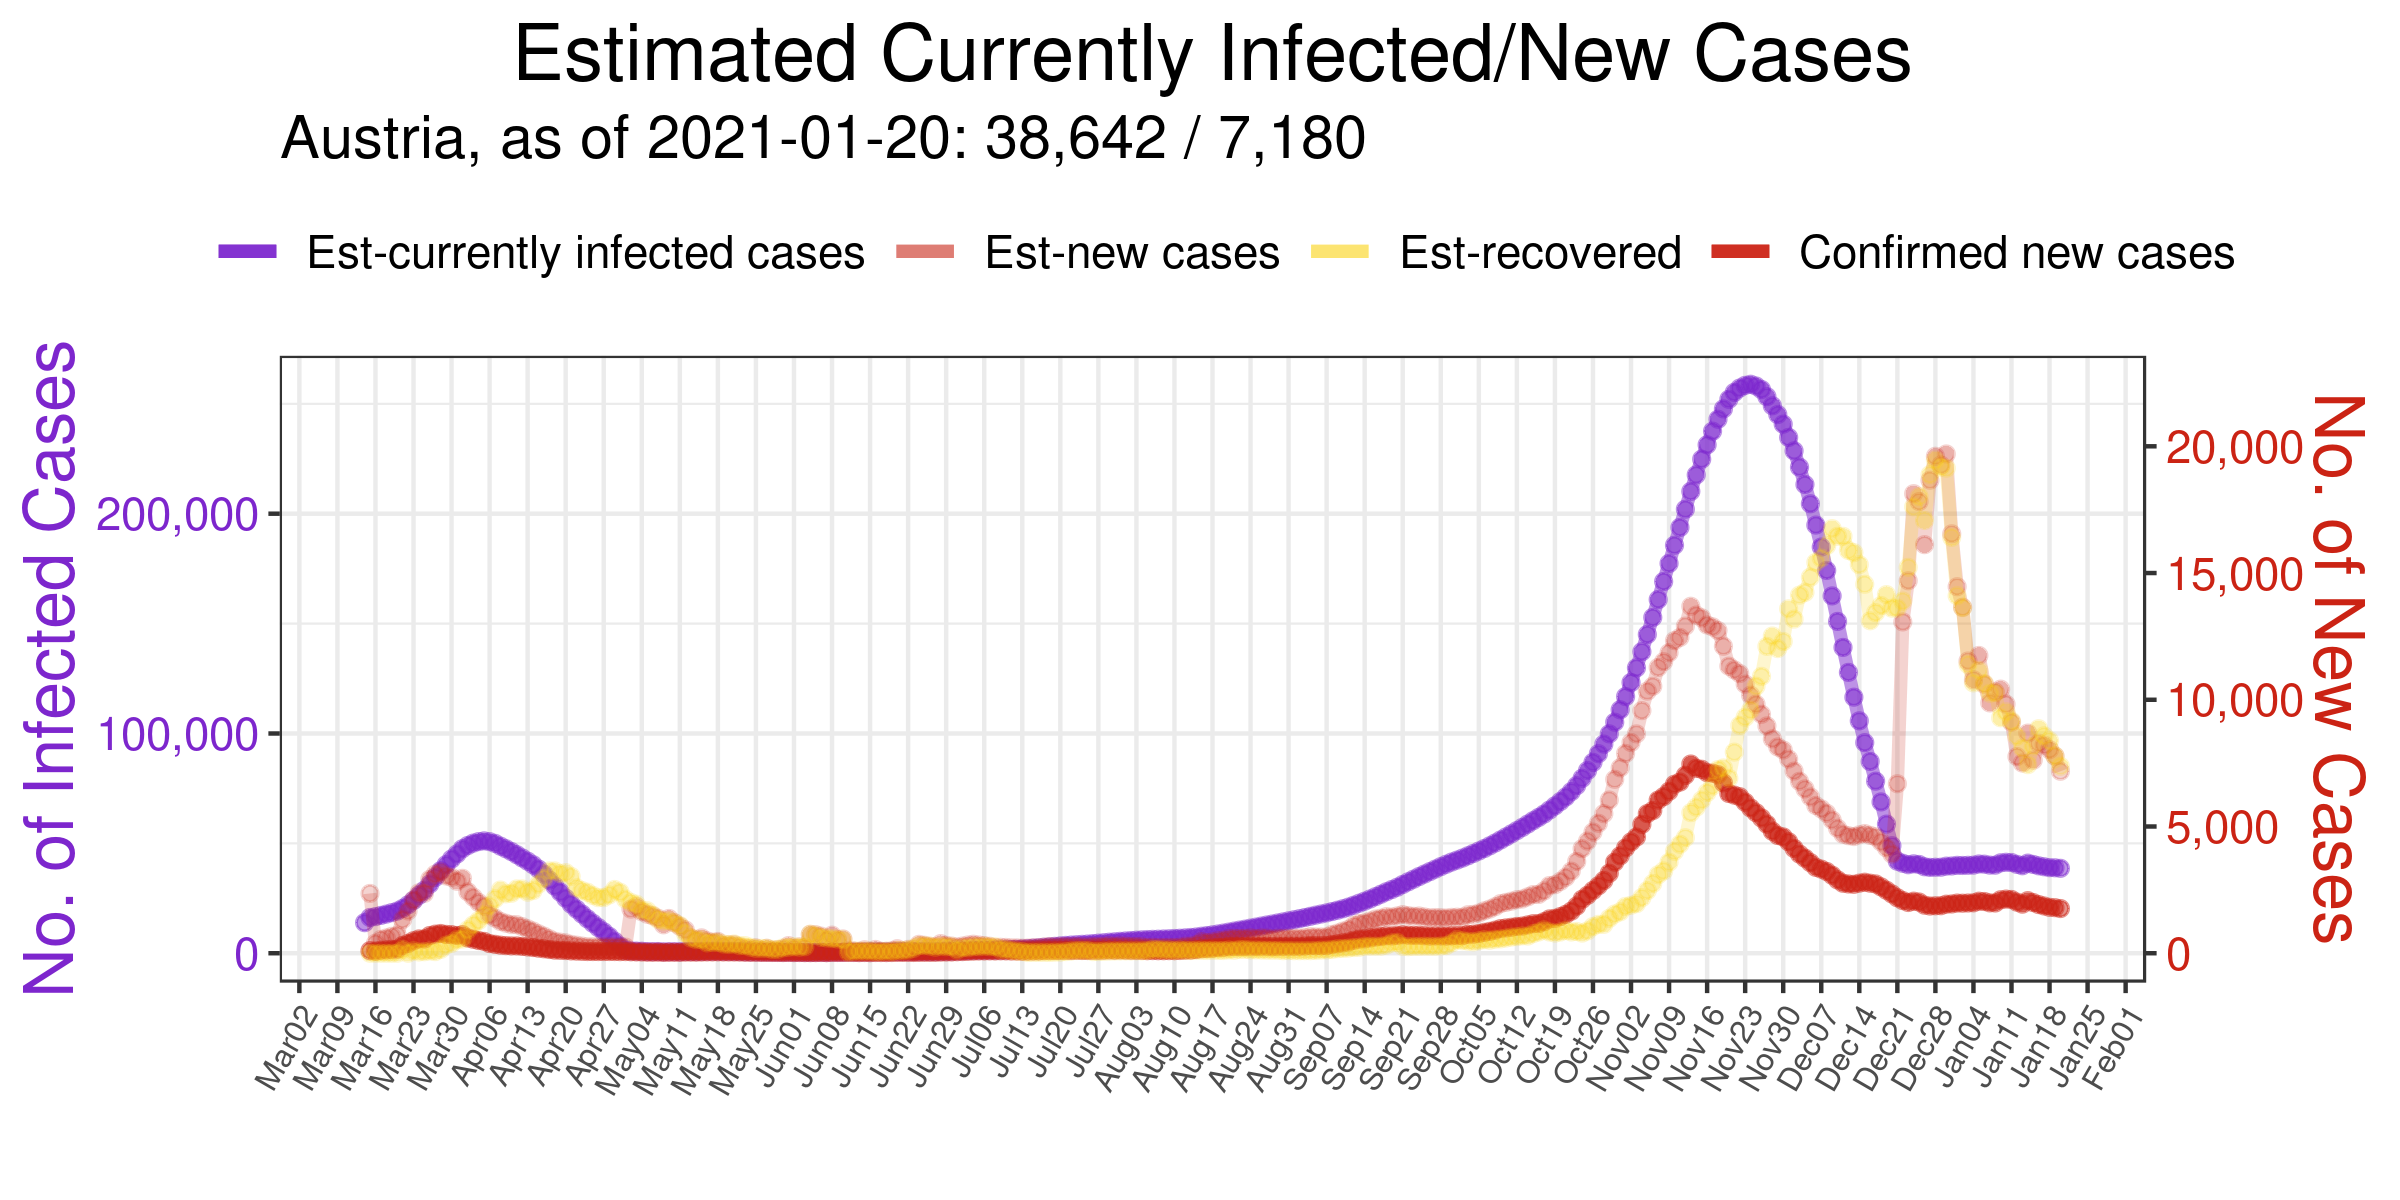 Estimated Currently Infected/New Cases
Austria, as of 2021-01-20: 38,642 / 7,180
Est-currently infected cases Est-new cases Est-recovered Confirmed new cases
No. of Infected Cases
200,000
100,000
0
20,000
15,000
10,000
5,000
0
No. of New Cases
Mar02 Mar09 Mar16 Mar23 Mar30 Apr06 Apr13 Apr20 Apr27 May04 May11 May18 May25 Jun01 Jun08 Jun15 Jun22 Jun29 Jul06 Jul13 Jul20 Jul27 Aug03 Aug10 Aug17 Aug24 Aug31 Sep07 Sep14 Sep21 Sep28 Oct05 Oct12 Oct19 Oct26 Nov02 Nov09 Nov16 Nov23 Nov30 Dec07 Dec14 Dec21 Dec28 Jan04 Jan11 Jan18 Jan25 Feb01